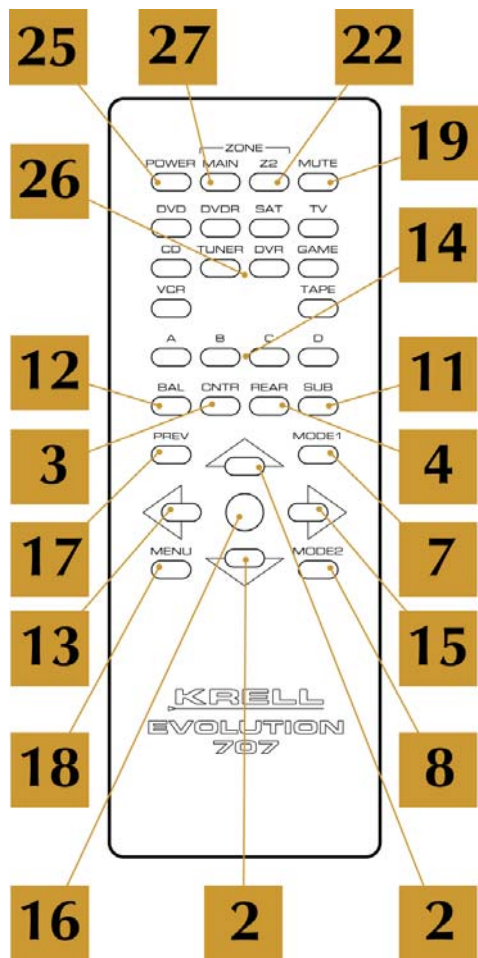 25 27 22
ZONE
19
POWER MAIN Z2 MUTE
26
DVD DVDR SAT TV
CD TUNER DVR GAME
14
VCR TAPE
A B C D
12 11
BAL CNTR REAR SUB
3 4
PREV MODE1
17 7
MENU MODE2
13 15
KRELL
EVOLUTION
707
18 8
16 2 2